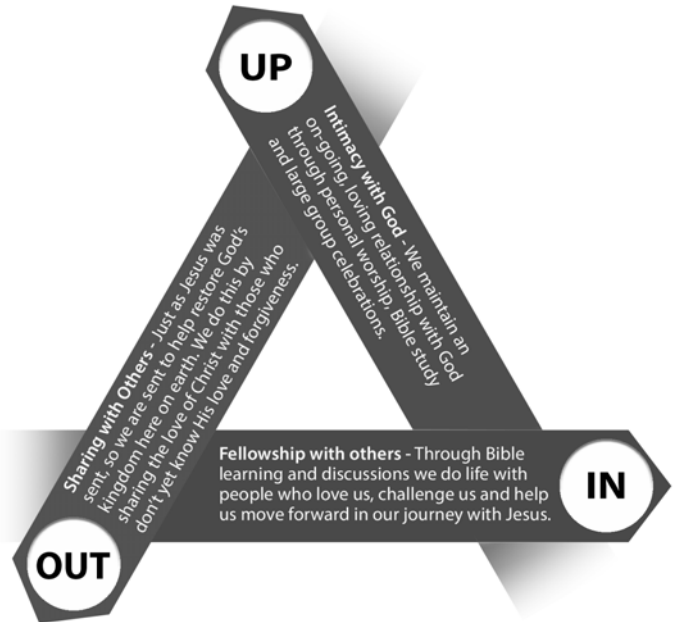 UP
Intimacy with God - We maintain an
on-going, loving relationship with God
through personal worship, Bible study
and large group celebrations.
Sharing with Others - Just as Jesus was
sent, so we are sent to help restore God's
kingdom here on earth. We do this by
sharing the love of Christ with those who
don't yet know His love and forgiveness.
OUT
Fellowship with others - Through Bible
learning and discussions we do life with
people who love us, challenge us and help
us move forward in our journey with Jesus.
IN